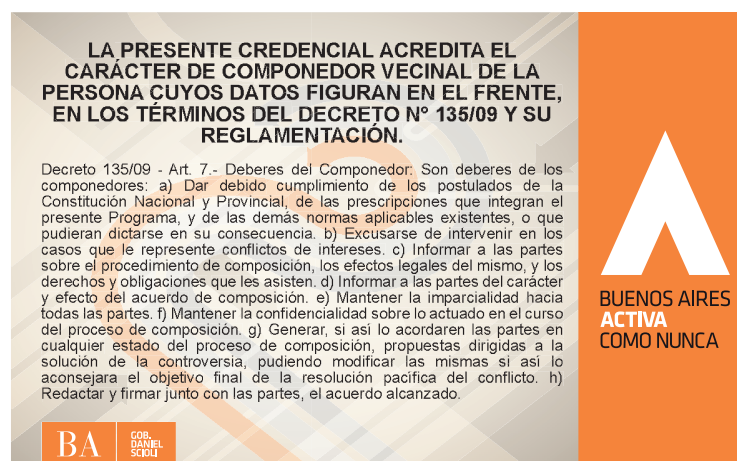 LA PRESENTE CREDENCIAL ACREDITA EL
CARÁCTER DE COMPONEDOR VECINAL DE LA
PERSONA CUYOS DATOS FIGURAN EN EL FRENTE,
EN LOS TÉRMINOS DEL DECRETO N° 135/09 Y SU
REGLAMENTACIÓN.
Decreto 135/09 - Art. 7.- Deberes del Componedor: Son deberes de los
componedores: a) Dar debido cumplimiento de los postulados de la
Constitución Nacional y Provincial, de las prescripciones que integran el
presente Programa, y de las demás normas aplicables existentes, o que
pudieran dictarse en su consecuencia. b) Excusarse de intervenir en los
casos que le represente conflictos de intereses. c) Informar a las partes
sobre el procedimiento de composición, los efectos legales del mismo, y los
derechos y obligaciones que les asisten. d) Informar a las partes del carácter
y efecto del acuerdo de composición. e) Mantener la imparcialidad hacia
todas las partes. f) Mantener la confidencialidad sobre lo actuado en el curso
del proceso de composición. g) Generar, si así lo acordaren las partes en
cualquier estado del proceso de composición, propuestas dirigidas a la
solución de la controversia, pudiendo modificar las mismas si así lo
aconsejara el objetivo final de la resolución pacífica del conflicto. h)
Redactar y firmar junto con las partes, el acuerdo alcanzado.
BA
GOB.
DANIEL
SCIOLI
BUENOS AIRES
ACTIVA
COMO NUNCA